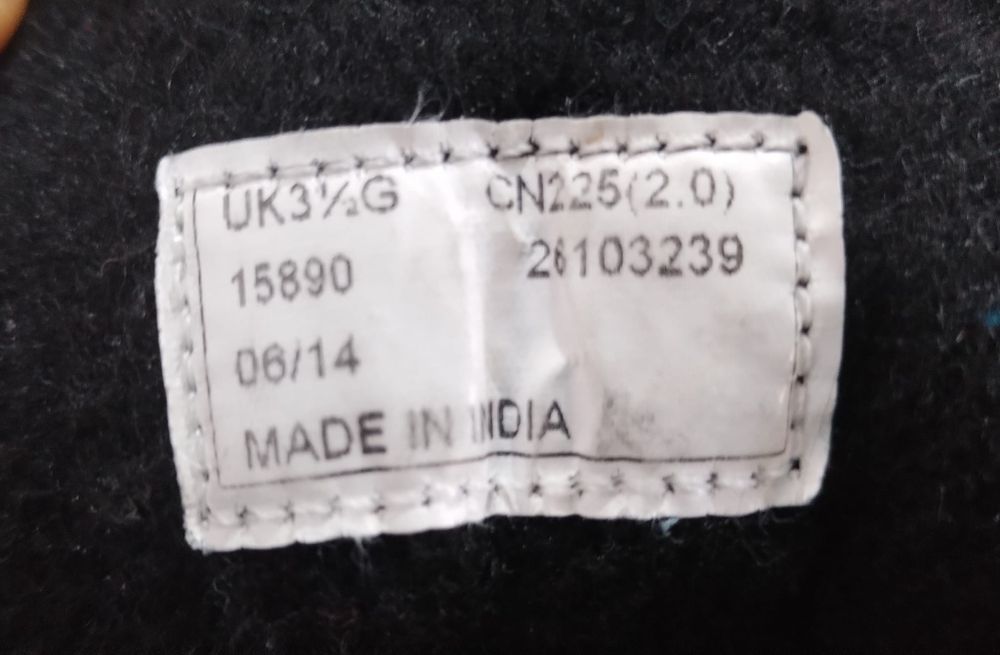 UK3½G CN225(2.0)
15890 26103239
06/14
MADE IN INDIA